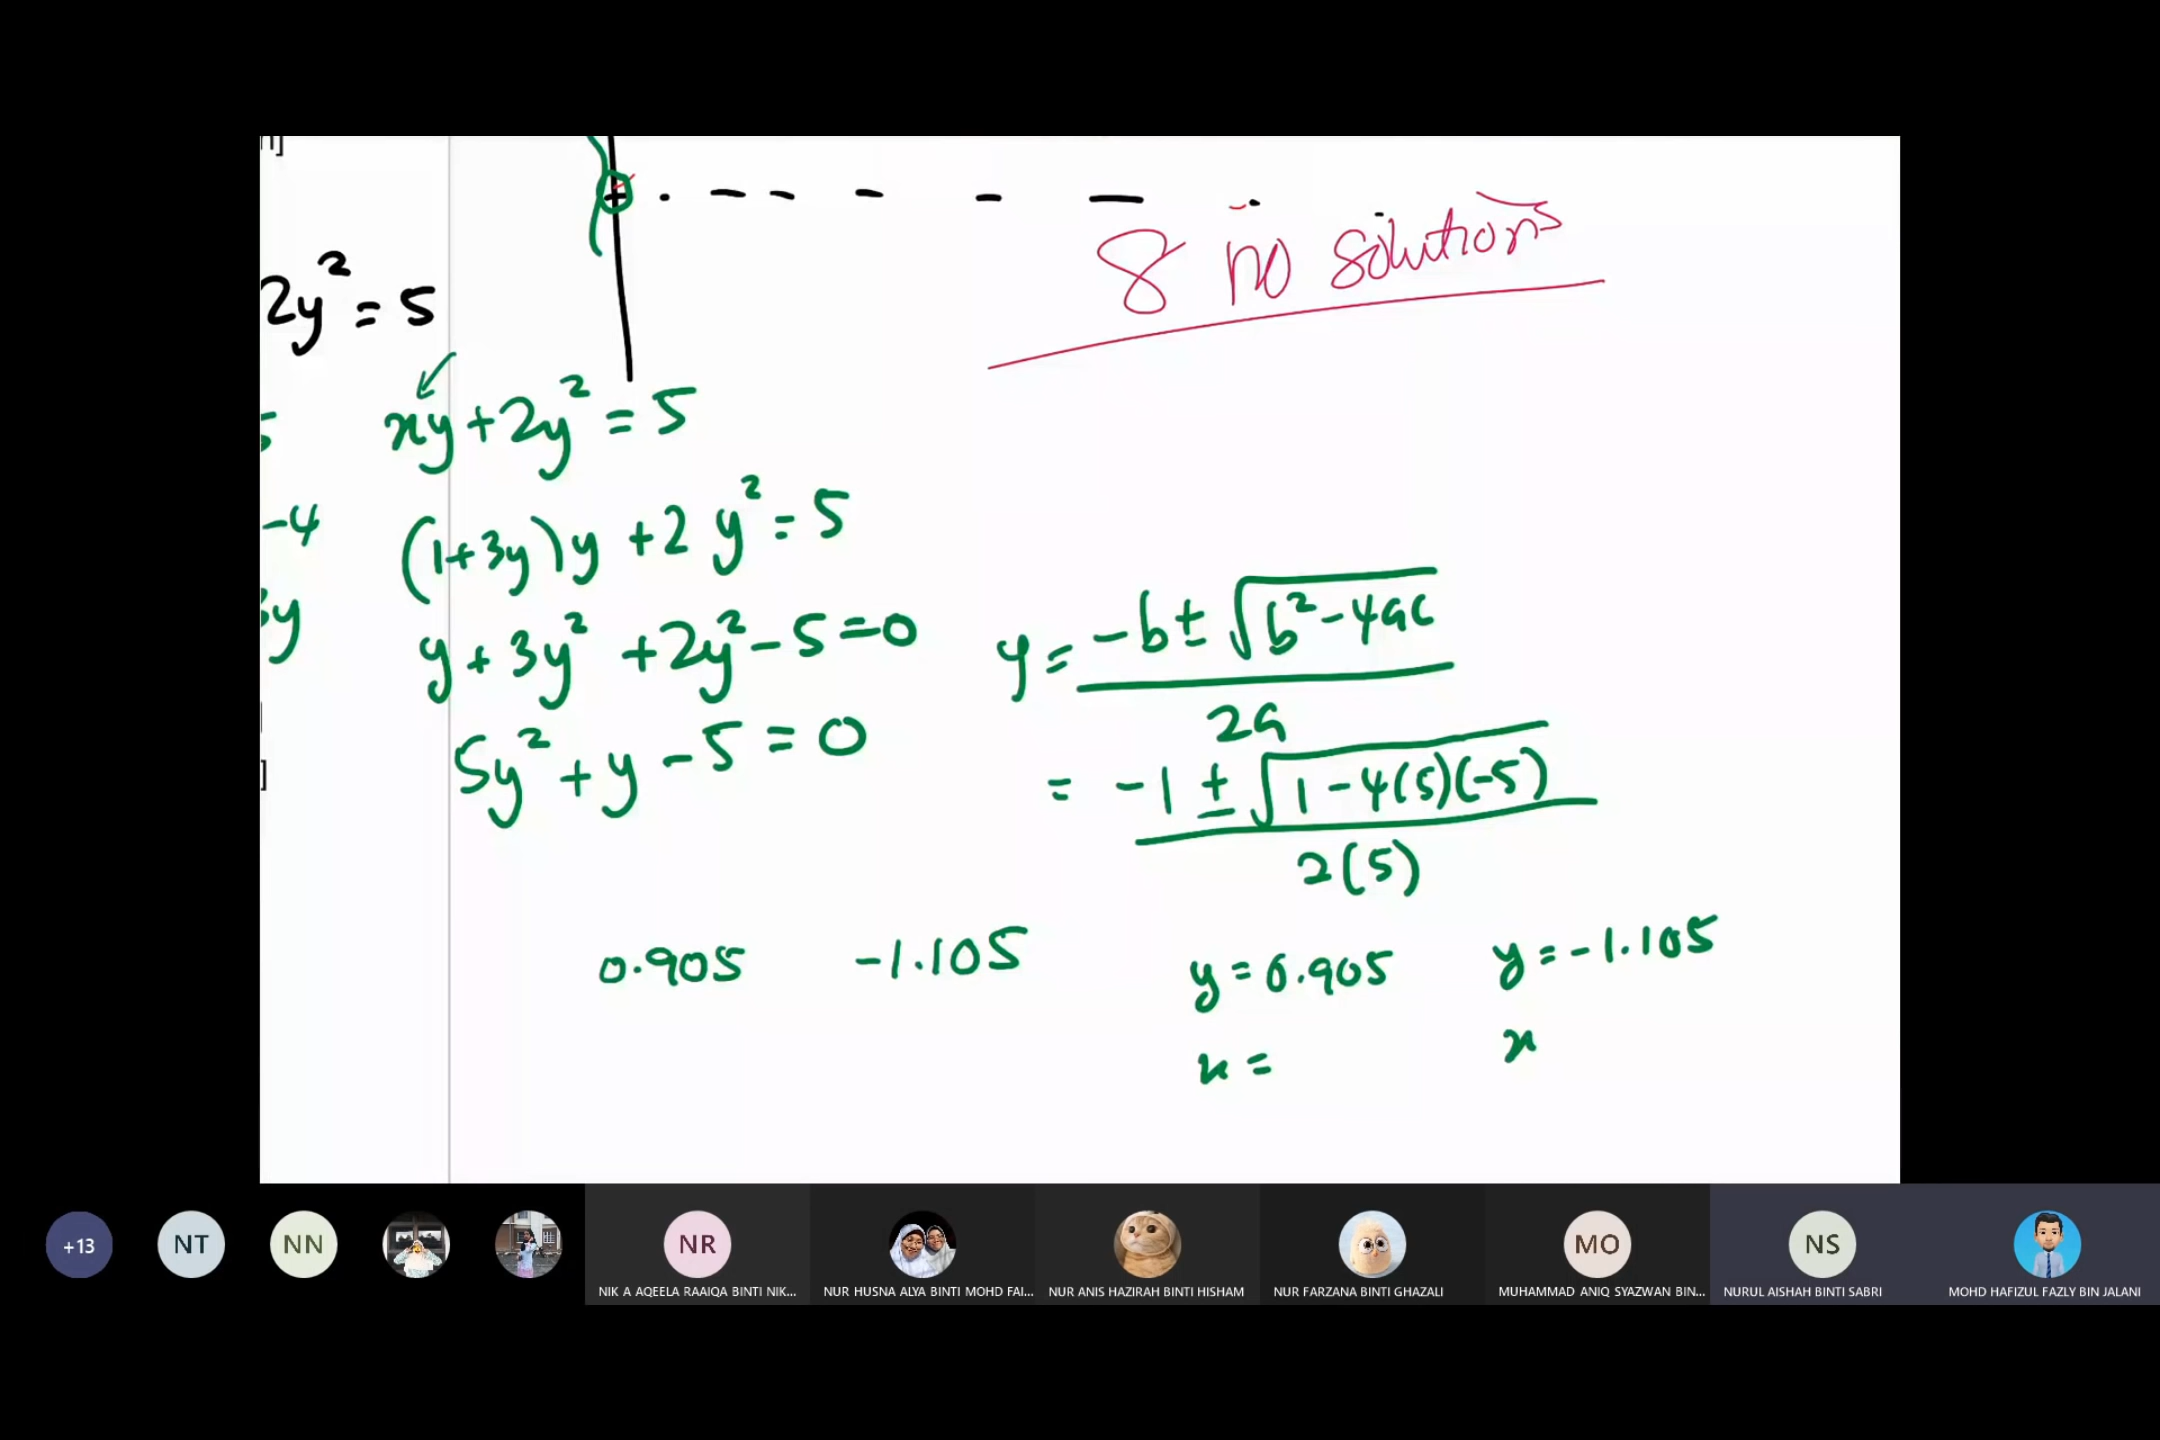 8 no solutions
2y² = 5
xy + 2y² = 5
-4
(1+3y)y + 2y² = 5
3y
y + 3y² + 2y² - 5 = 0
5y² + y - 5 = 0
y = -b ± √b² - 4ac
2a
= -1 ± √1 - 4(5)(-5)
2(5)
0.905 -1.105
y = 0.905 y = -1.105
x = x
+13 NT NN NR MO NS
NIK A AQEELA RAAIQA BINTI NIK... NUR HUSNA ALYA BINTI MOHD FAI... NUR ANIS HAZIRAH BINTI HISHAM NUR FARZANA BINTI GHAZALI MUHAMMAD ANIQ SYAZWAN BIN... NURUL AISHAH BINTI SABRI MOHD HAFIZUL FAZLY BIN JALANI